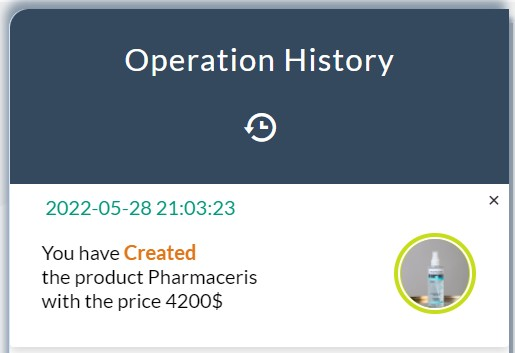 Operation History
2022-05-28 21:03:23
×
You have Created
the product Pharmaceris
with the price 4200$